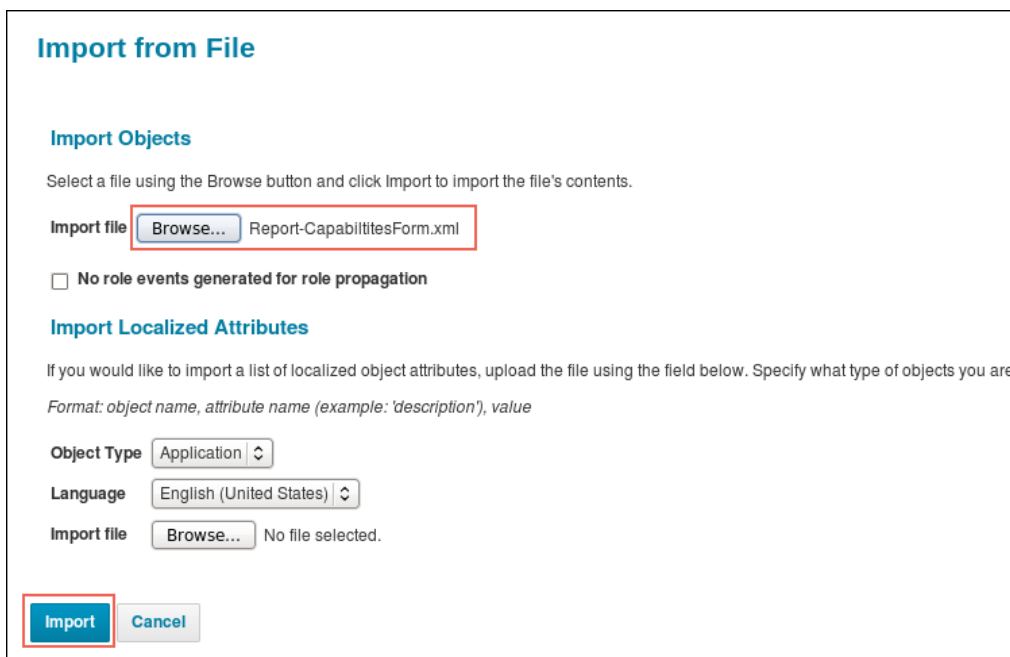 Import from File
Import Objects
Select a file using the Browse button and click Import to import the file's contents.
Import file Browse... Report-CapabiltitesForm.xml
No role events generated for role propagation
Import Localized Attributes
If you would like to import a list of localized object attributes, upload the file using the field below. Specify what type of objects you are
Format: object name, attribute name (example: 'description'), value
Object Type Application
Language English (United States)
Import file Browse... No file selected.
Import Cancel